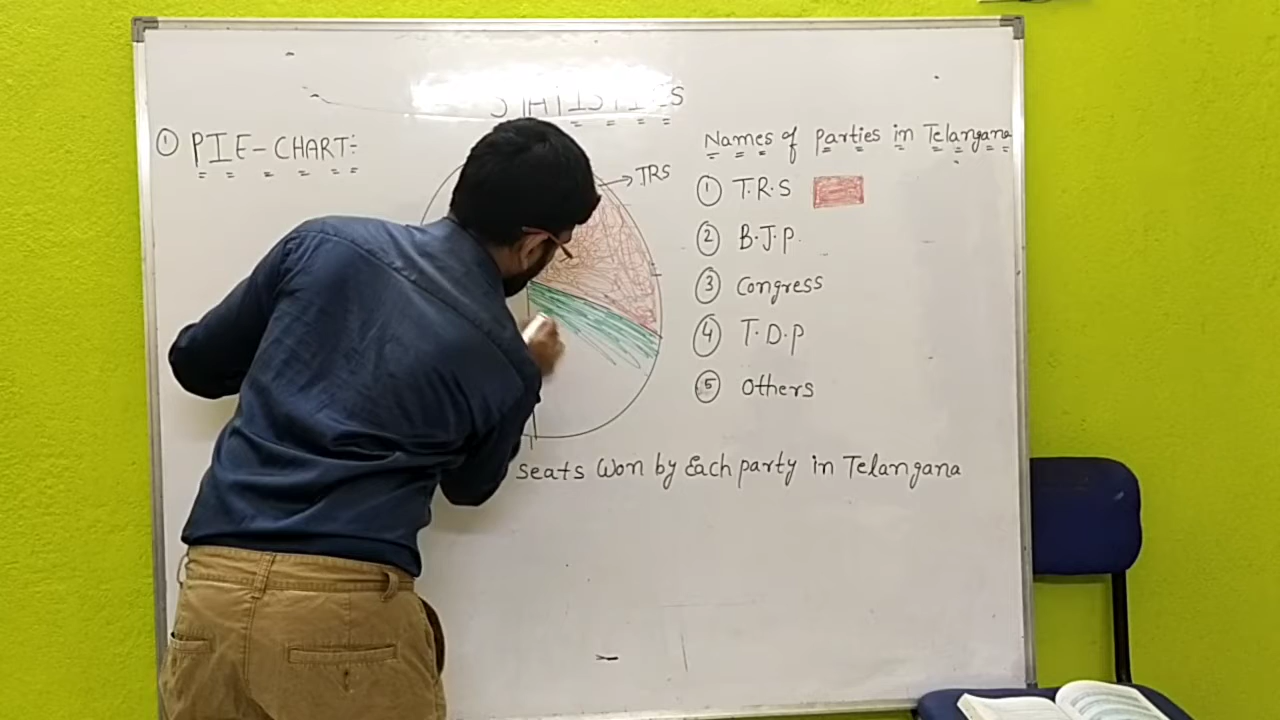 STATISTICS
① PIE-CHART:
TRS
Names of parties in Telangana
① T.R.S
② B.J.P.
③ Congress
④ T.D.P
⑤ Others
seats won by Each party in Telangana